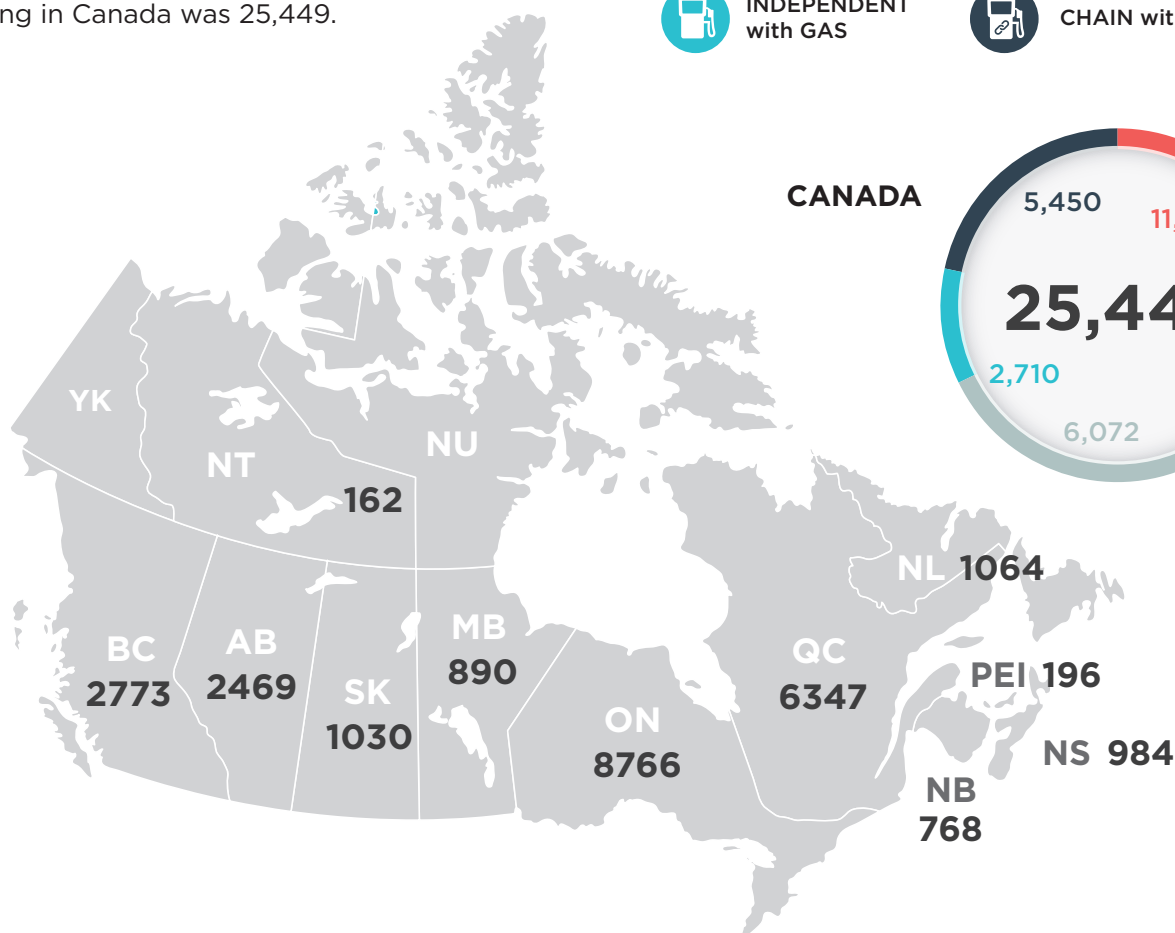 ing in Canada was 25,449.
INDEPENDENT
with GAS
CHAIN wit
CANADA
5,450
11,
25,44
2,710
6,072
YK
NT
NU
162
NL 1064
BC
2773
AB
2469
SK
1030
MB
890
ON
8766
QC
6347
PEI 196
NS 984
NB
768